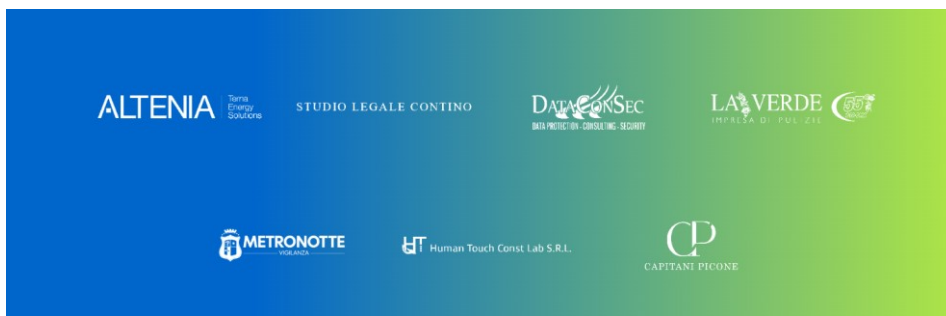 ALTENIA
Terna
Energy
Solutions
STUDIO LEGALE CONTINO
DATACONSEC
DATA PROTECTION - CONSULTING - SECURITY
LA VERDE
IMPRESA DI PULIZIE
METRONOTTE
VIGILANZA
Human Touch Const Lab S.R.L.
CP
CAPITANI PICONE